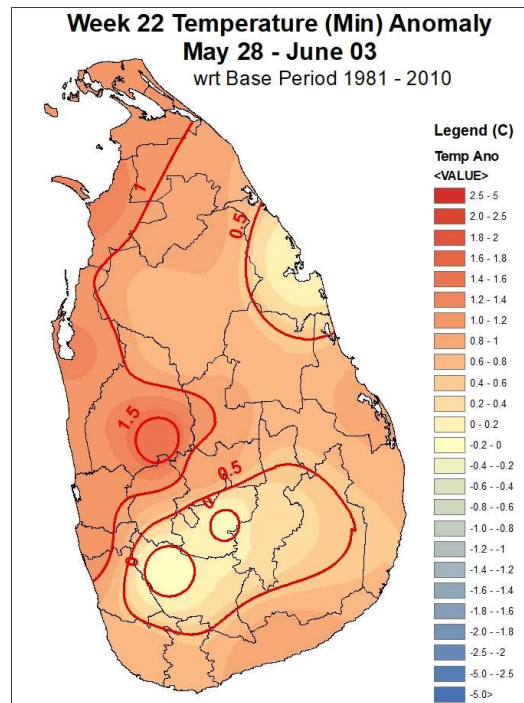 Week 22 Temperature (Min) Anomaly
May 28 - June 03
wrt Base Period 1981 - 2010
Legend (C)
Temp Ano
<VALUE>
2.5 - 5
2.0 - 2.5
1.8 - 2
1.6 - 1.8
1.4 - 1.6
1.2 - 1.4
1.0 - 1.2
0.8 - 1
0.6 - 0.8
0.4 - 0.6
0.2 - 0.4
0 - 0.2
-0.2 - 0
-0.4 - -0.2
-0.6 - -0.4
-0.8 - -0.6
-1.0 - -0.8
-1.2 - -1
-1.4 - -1.2
-1.6 - -1.4
-1.8 - -1.6
-2.0 - -1.8
-2.5 - -2
-5.0 - -2.5
-5.0>
1
0.5
1.5
0.5
0
0